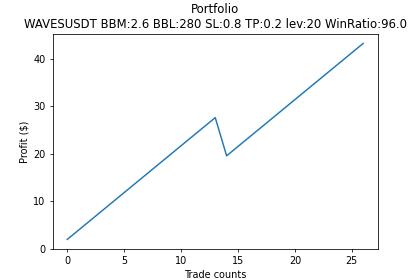 Portfolio
WAVESUSDT BBM:2.6 BBL:280 SL:0.8 TP:0.2 lev:20 WinRatio:96.0
40
30
20
10
0
Profit ($)
0 5 10 15 20 25
Trade counts